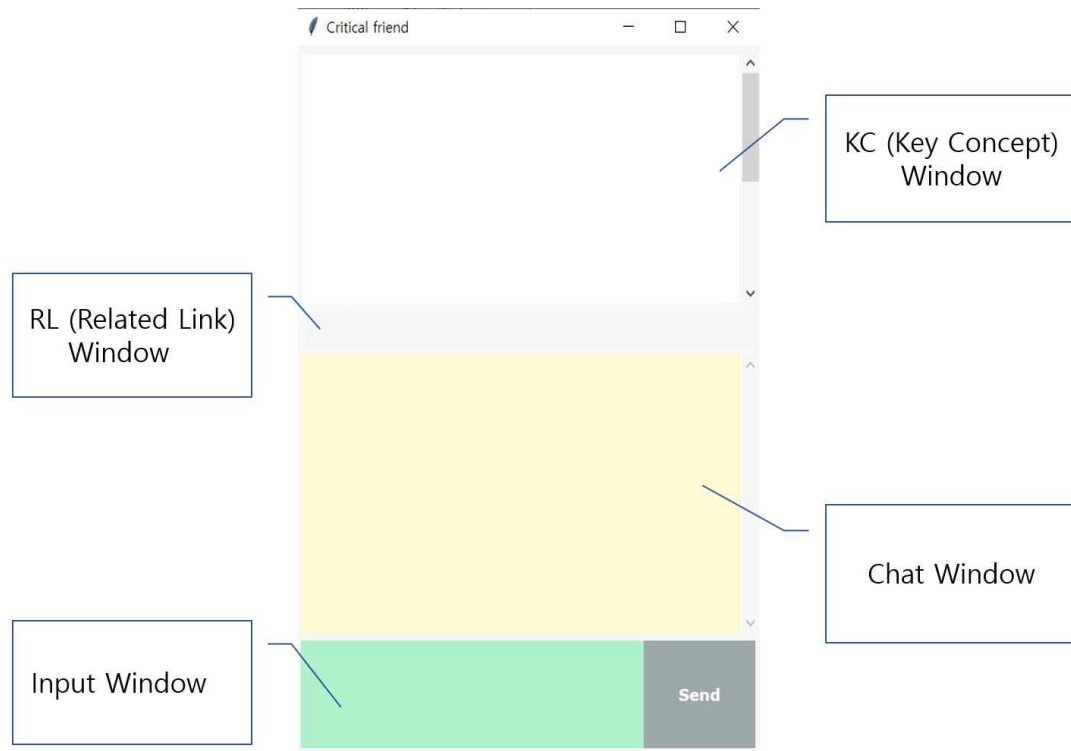 Critical friend
KC (Key Concept)
Window
RL (Related Link)
Window
Chat Window
Input Window
Send